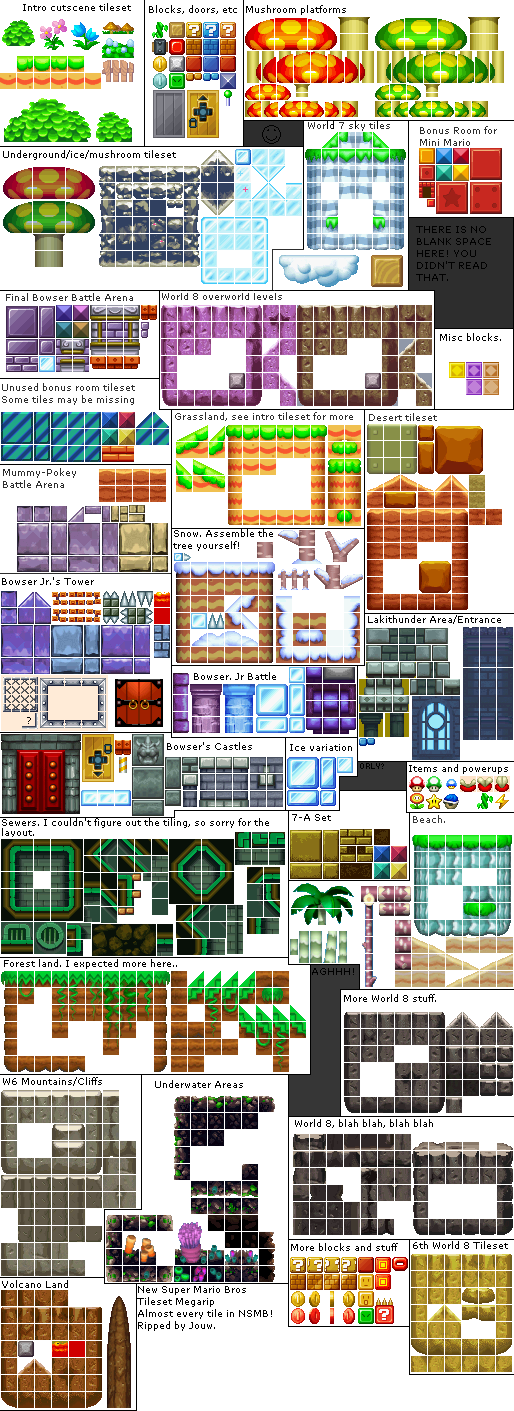 Intro cutscene tileset
Blocks, doors, etc
Mushroom platforms
World 7 sky tiles
Bonus Room for
Mini Mario
Underground/ice/mushroom tileset
THERE IS NO
BLANK SPACE
HERE! YOU
DIDN'T READ
THAT.
Final Bowser Battle Arena
World 8 overworld levels
Misc blocks.
Unused bonus room tileset
Some tiles may be missing
Grassland, see intro tileset for more
Desert tileset
Mummy-Pokey
Battle Arena
Snow. Assemble the
tree yourself!
Bowser Jr.'s Tower
Lakithunder Area/Entrance
Bowser. Jr Battle
?
Bowser's Castles
Ice variation
ORLY?
Items and powerups
Sewers. I couldn't figure out the tiling, so sorry for the
layout.
7-A Set
Beach.
AGHHH!
Forest land. I expected more here..
More World 8 stuff.
W6 Mountains/Cliffs
Underwater Areas
World 8, blah blah, blah blah
More blocks and stuff
6th World 8 Tileset
Volcano Land
New Super Mario Bros
Tileset Megarip
Almost every tile in NSMB!
Ripped by Jouw.